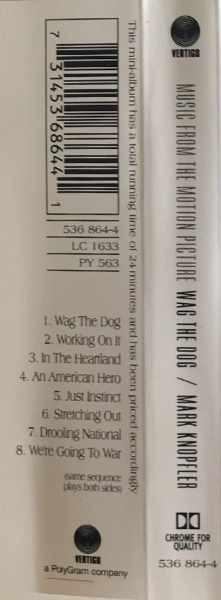 VERTIGO
7 31453 68644 1
This mini-album has a total running time of 24 minutes and has been priced accordingly
536 864-4
LC 1633
PY 563
1. Wag The Dog
2. Working On It
3. In The Heartland
4. An American Hero
5. Just Instinct
6. Stretching Out
7. Drooling National
8. We're Going To War
(same sequence
plays both sides)
VERTIGO
a PolyGram company
MUSIC FROM THE MOTION PICTURE WAG THE DOG / MARK KNOPFLER
CHROME FOR
QUALITY
536 864-4